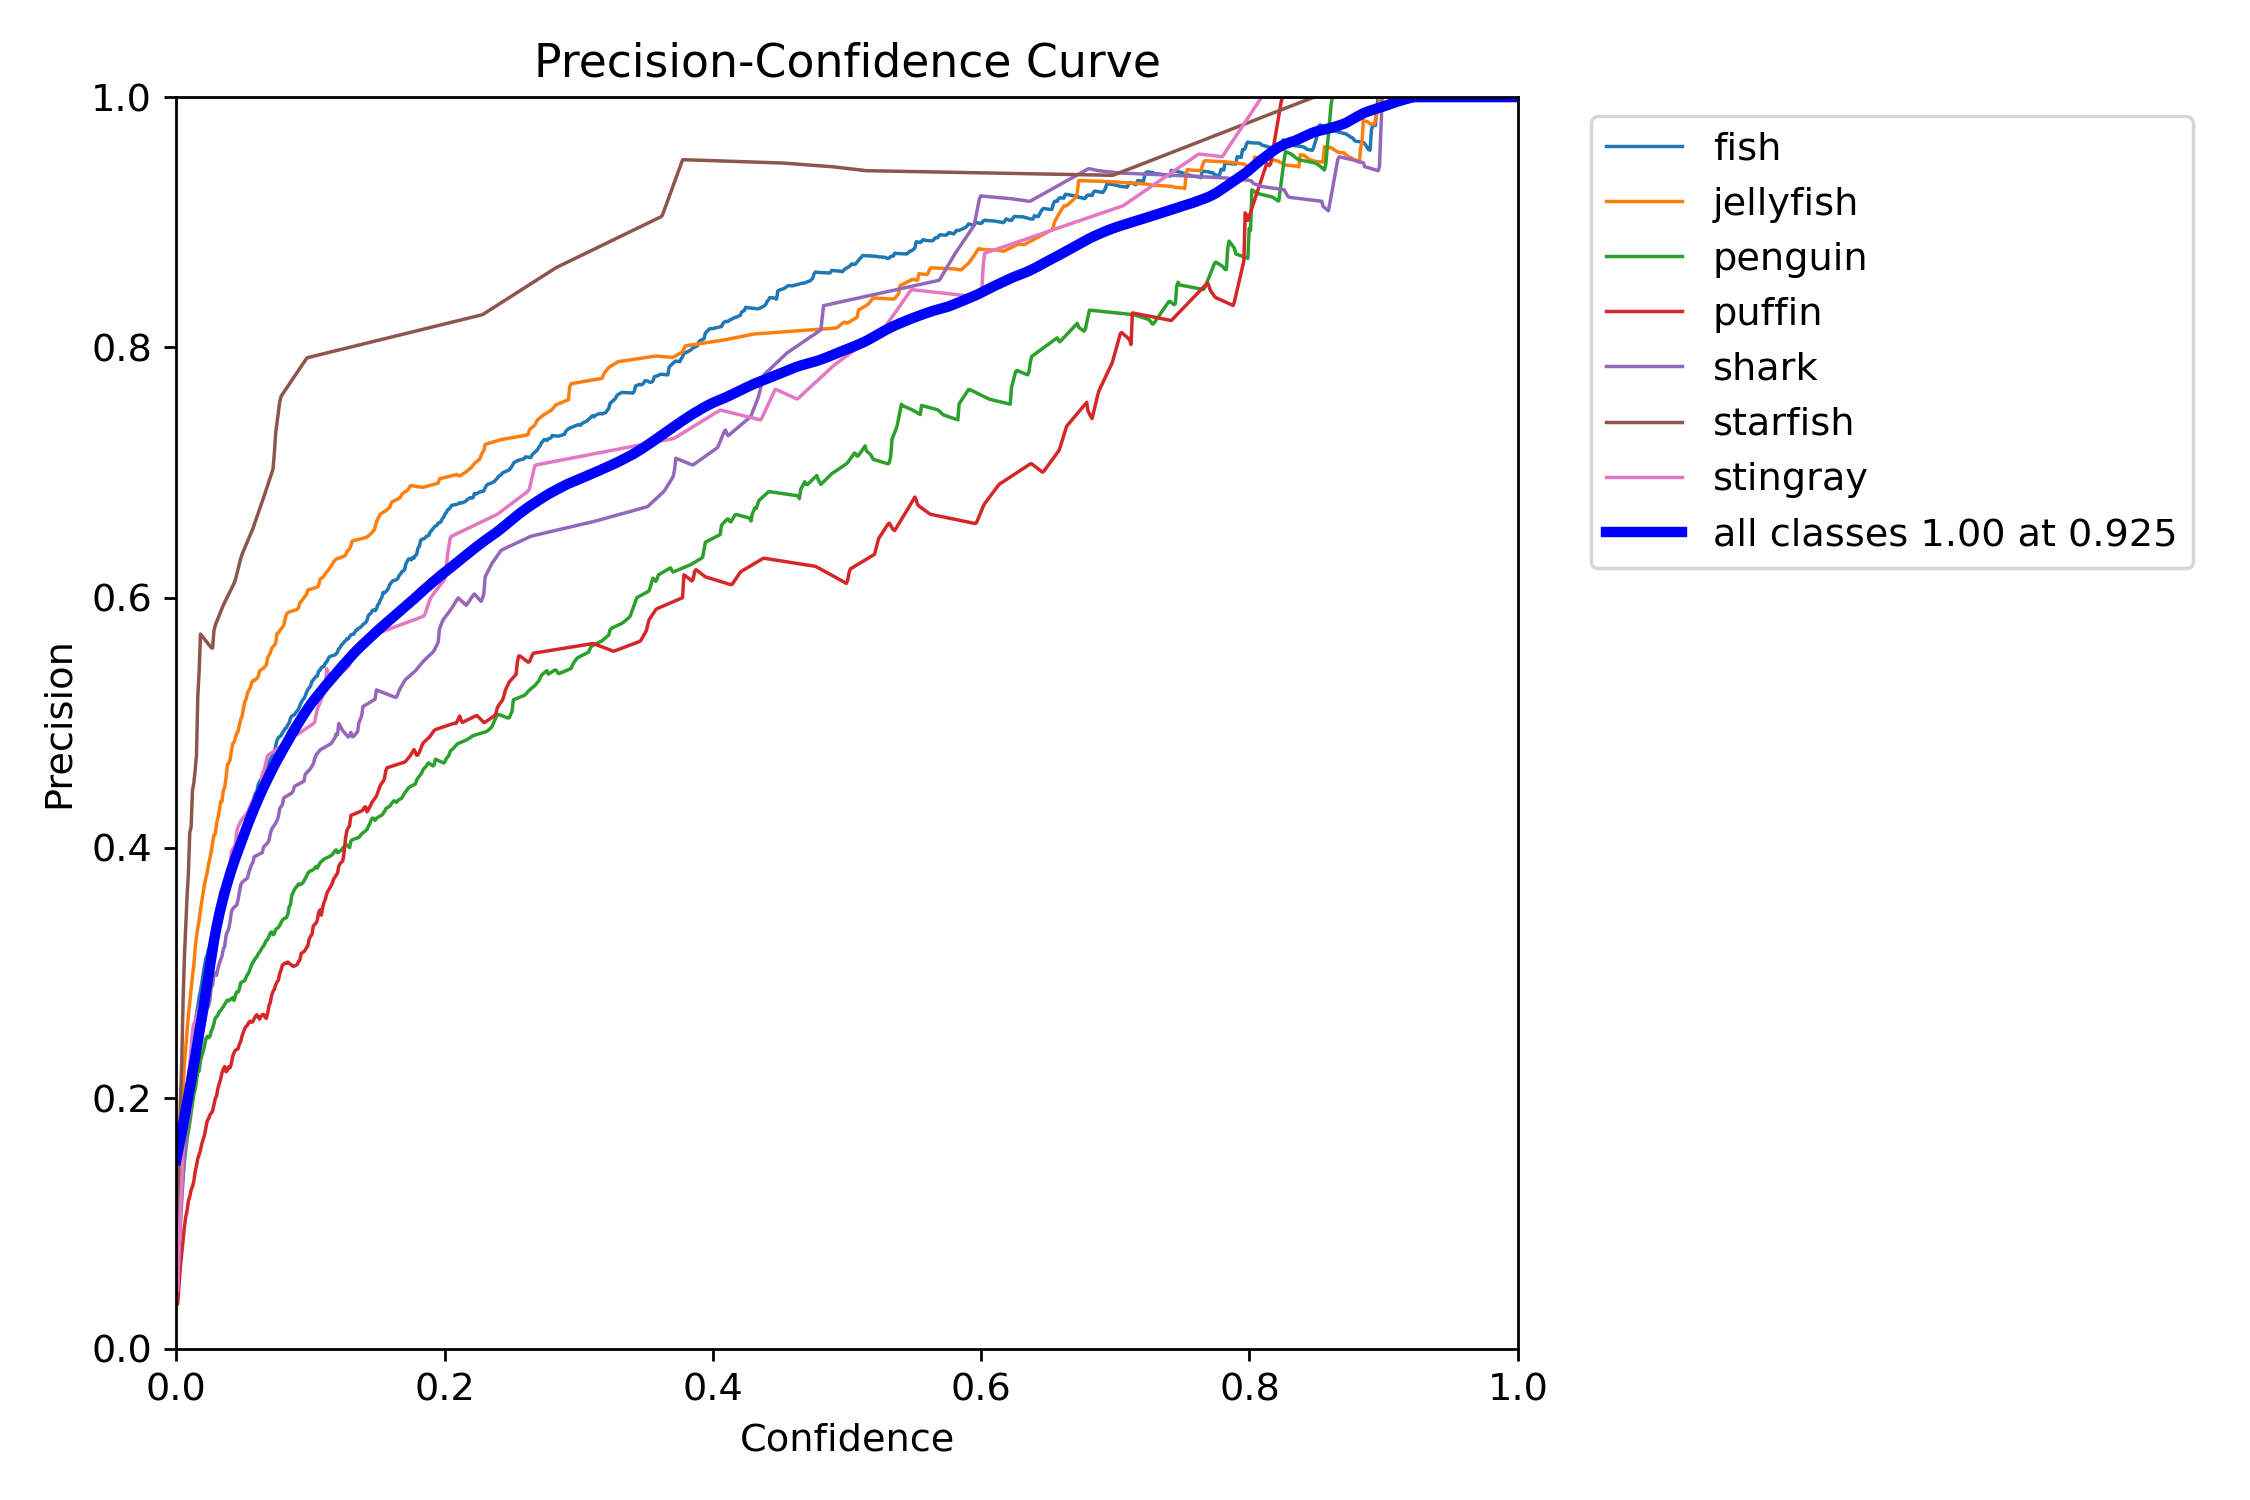 Precision-Confidence Curve
1.0
0.8
0.6
0.4
0.2
0.0
Precision
0.0 0.2 0.4 0.6 0.8 1.0
Confidence
fish
jellyfish
penguin
puffin
shark
starfish
stingray
all classes 1.00 at 0.925